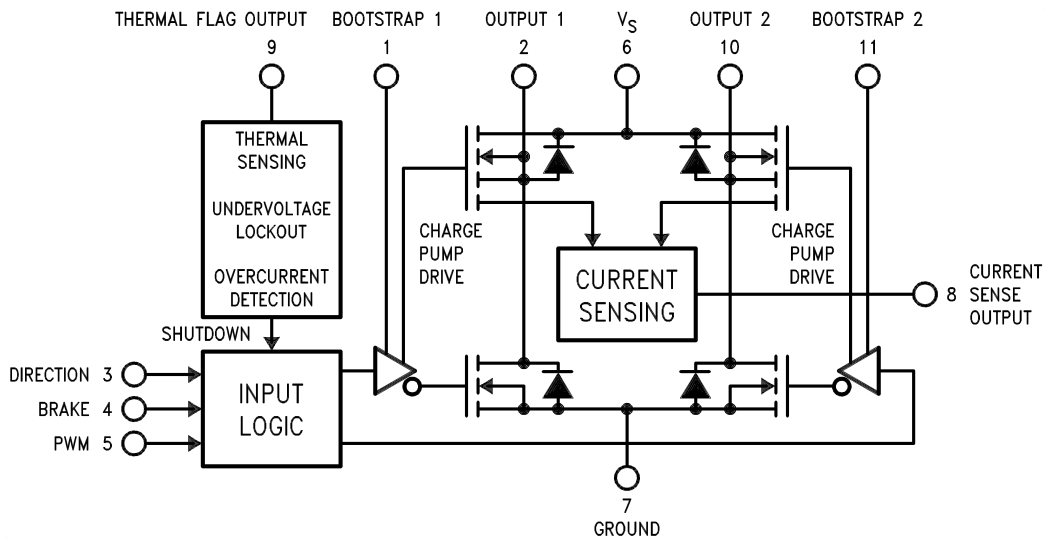 THERMAL FLAG OUTPUT
9
BOOTSTRAP 1
1
OUTPUT 1
2
VS
6
OUTPUT 2
10
BOOTSTRAP 2
11
THERMAL
SENSING
UNDERVOLTAGE
LOCKOUT
OVERCURRENT
DETECTION
CHARGE
PUMP
DRIVE
CURRENT
SENSING
CHARGE
PUMP
DRIVE
8
CURRENT
SENSE
OUTPUT
SHUTDOWN
DIRECTION 3
BRAKE 4
PWM 5
INPUT
LOGIC
7
GROUND